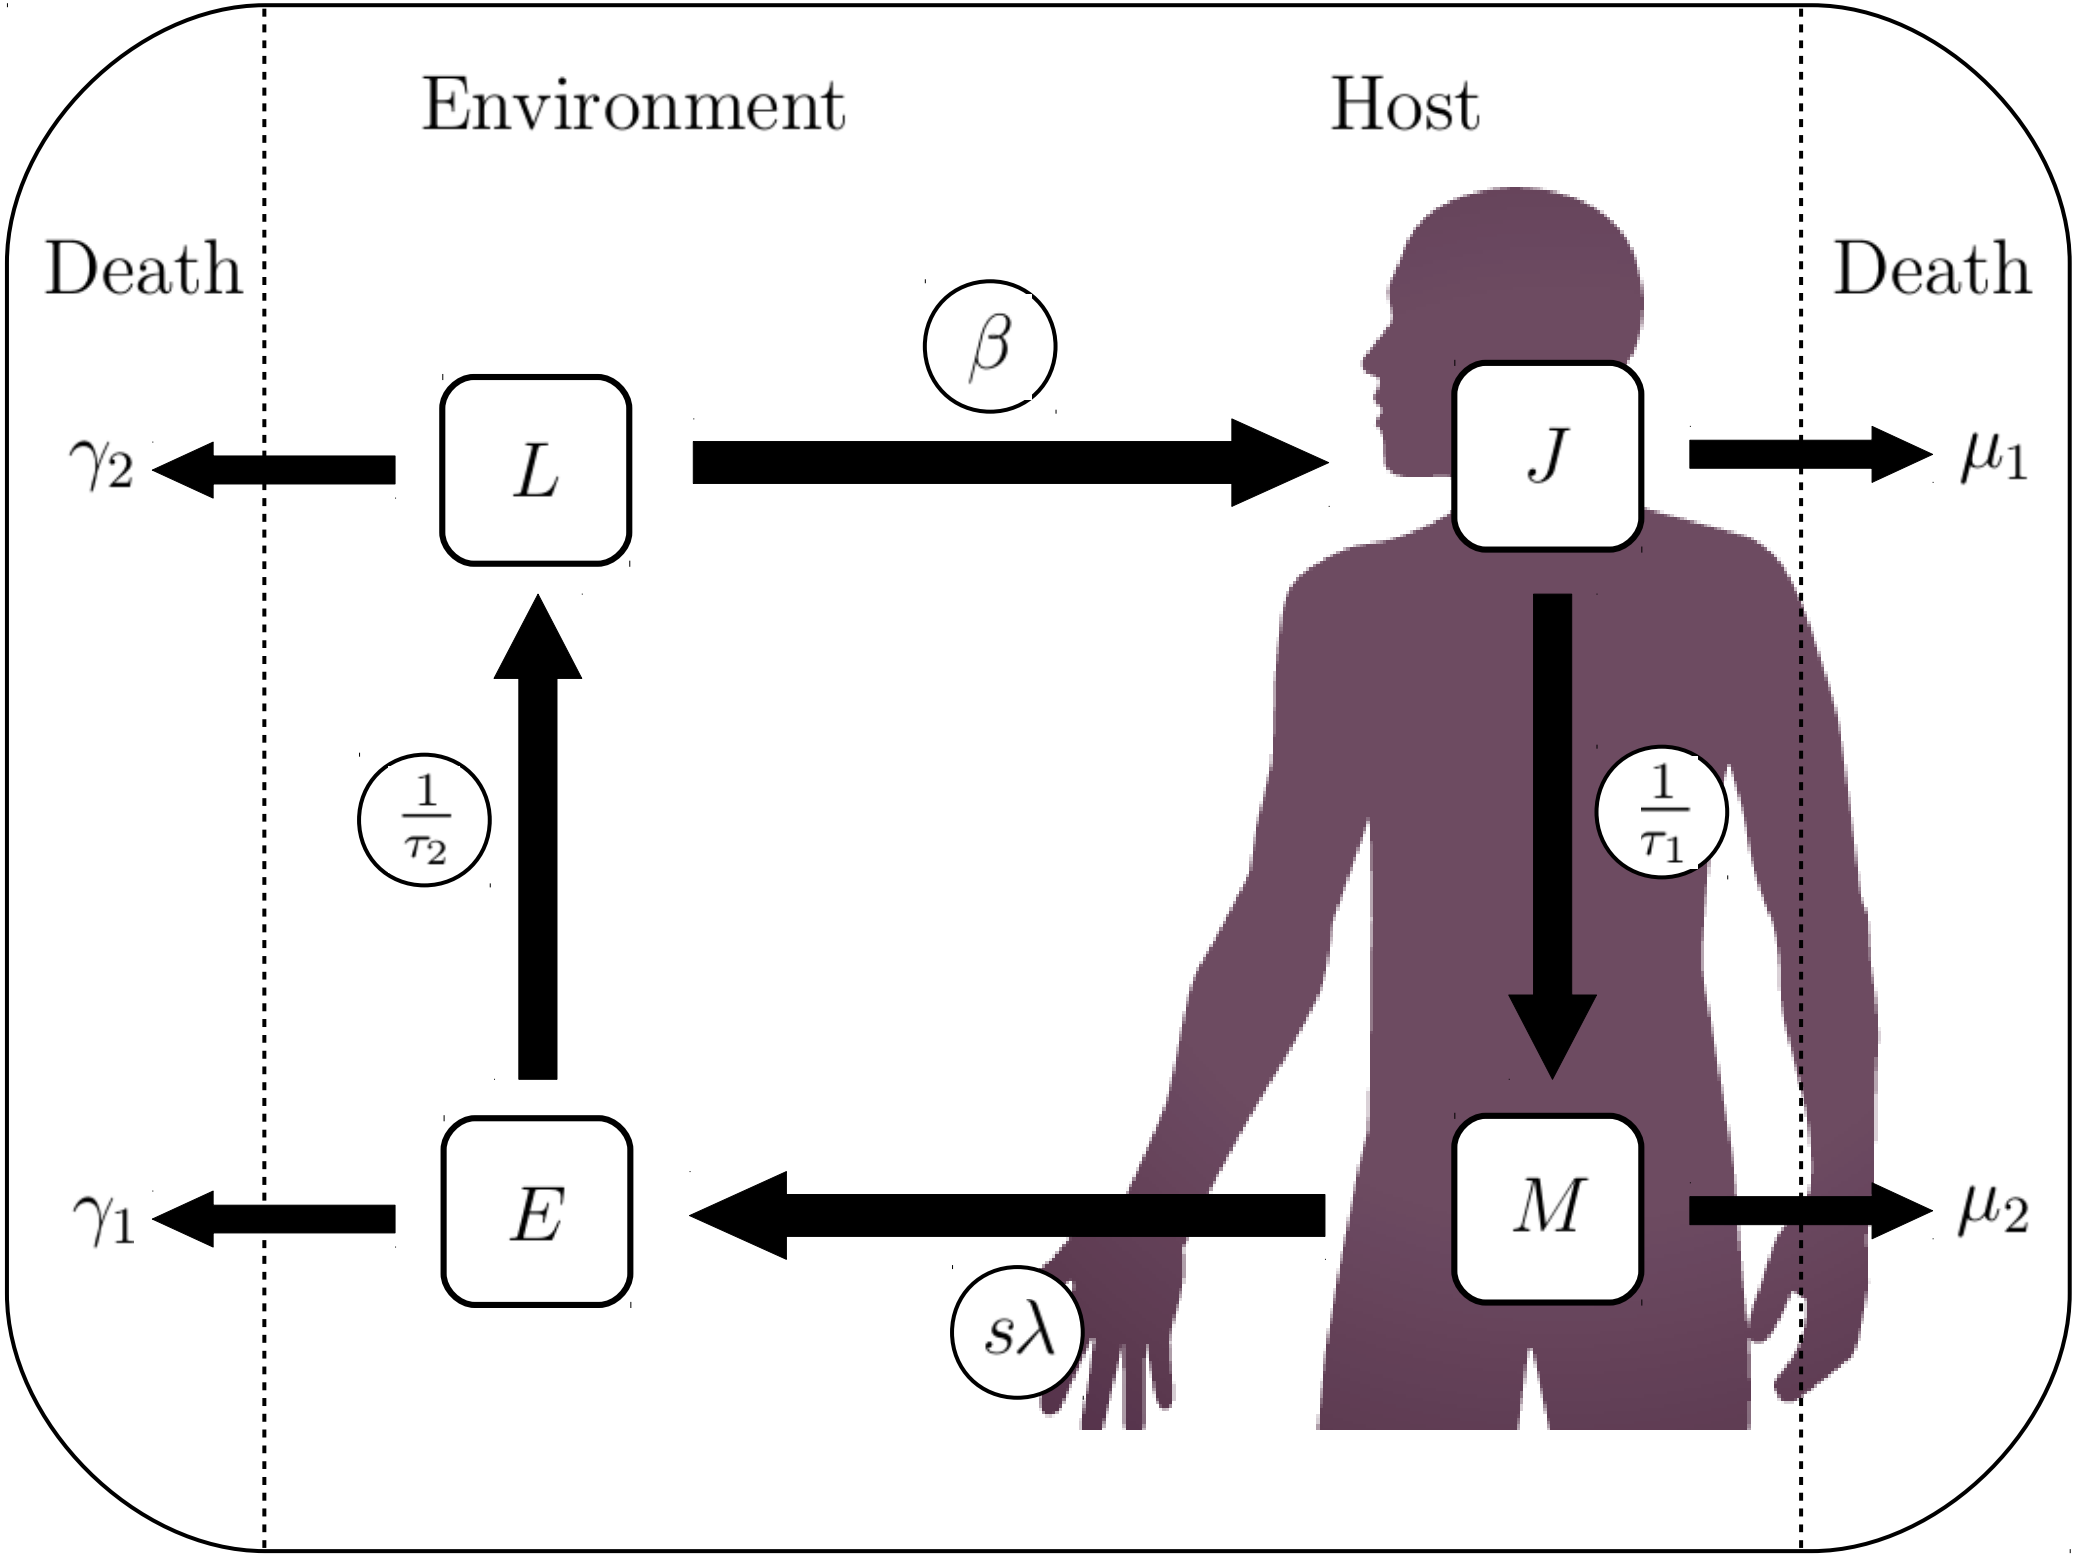 Environment
Host
Death
Death
β
γ₂
L
J
μ₁
1/τ₂
1/τ₁
γ₁
E
M
μ₂
sλ